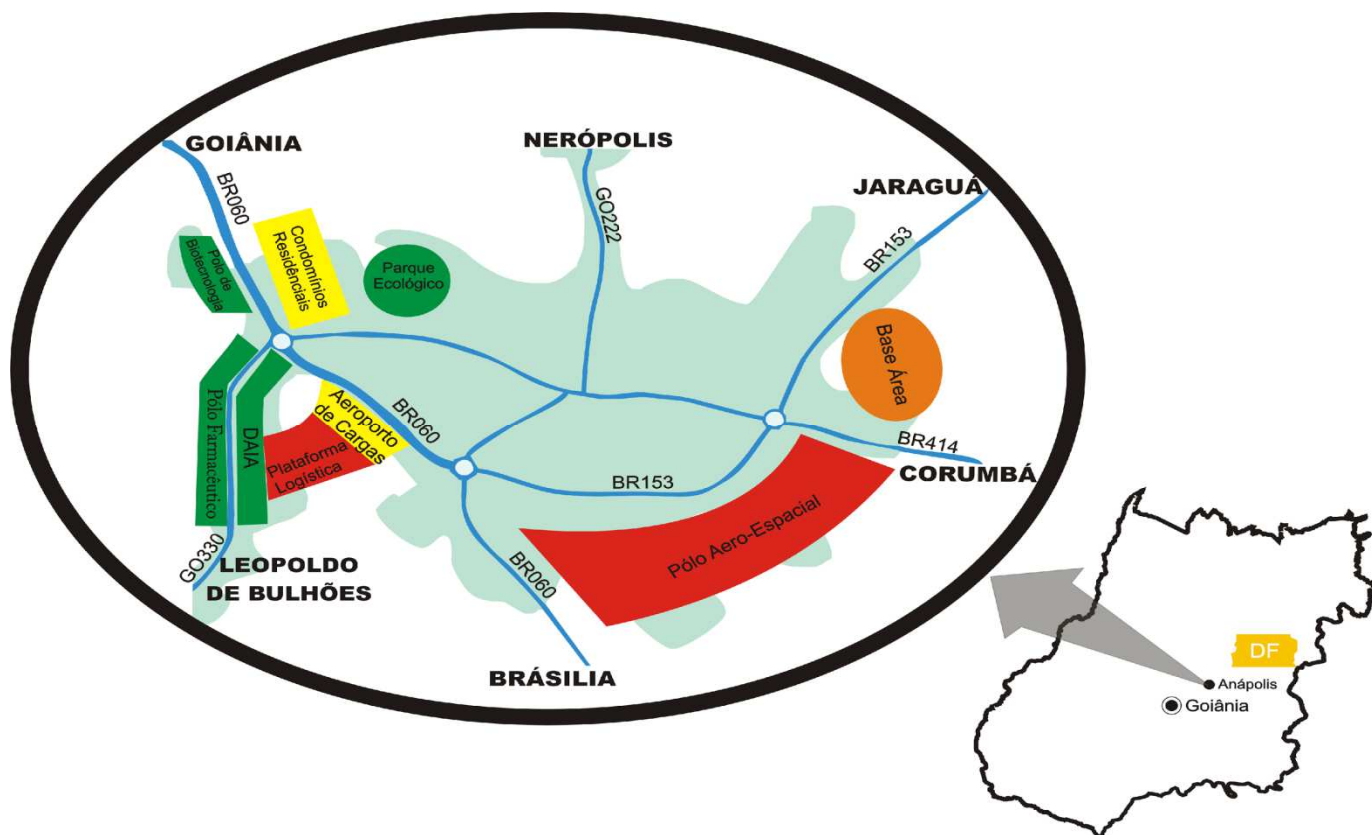 GOIÂNIA
NERÓPOLIS
JARAGUÁ
BR060
GO222
BR153
Polo de
Biotecnologia
Condomínios
Residênciais
Parque
Ecológico
Base Área
Pólo Farmacêutico
DAIA
Aeroporto
de Cargas
BR060
Plataforma
Logística
BR153
BR414
CORUMBÁ
Pólo Aero-Espacial
GO330
LEOPOLDO
DE BULHÕES
BR060
BRÁSILIA
DF
Anápolis
Goiânia